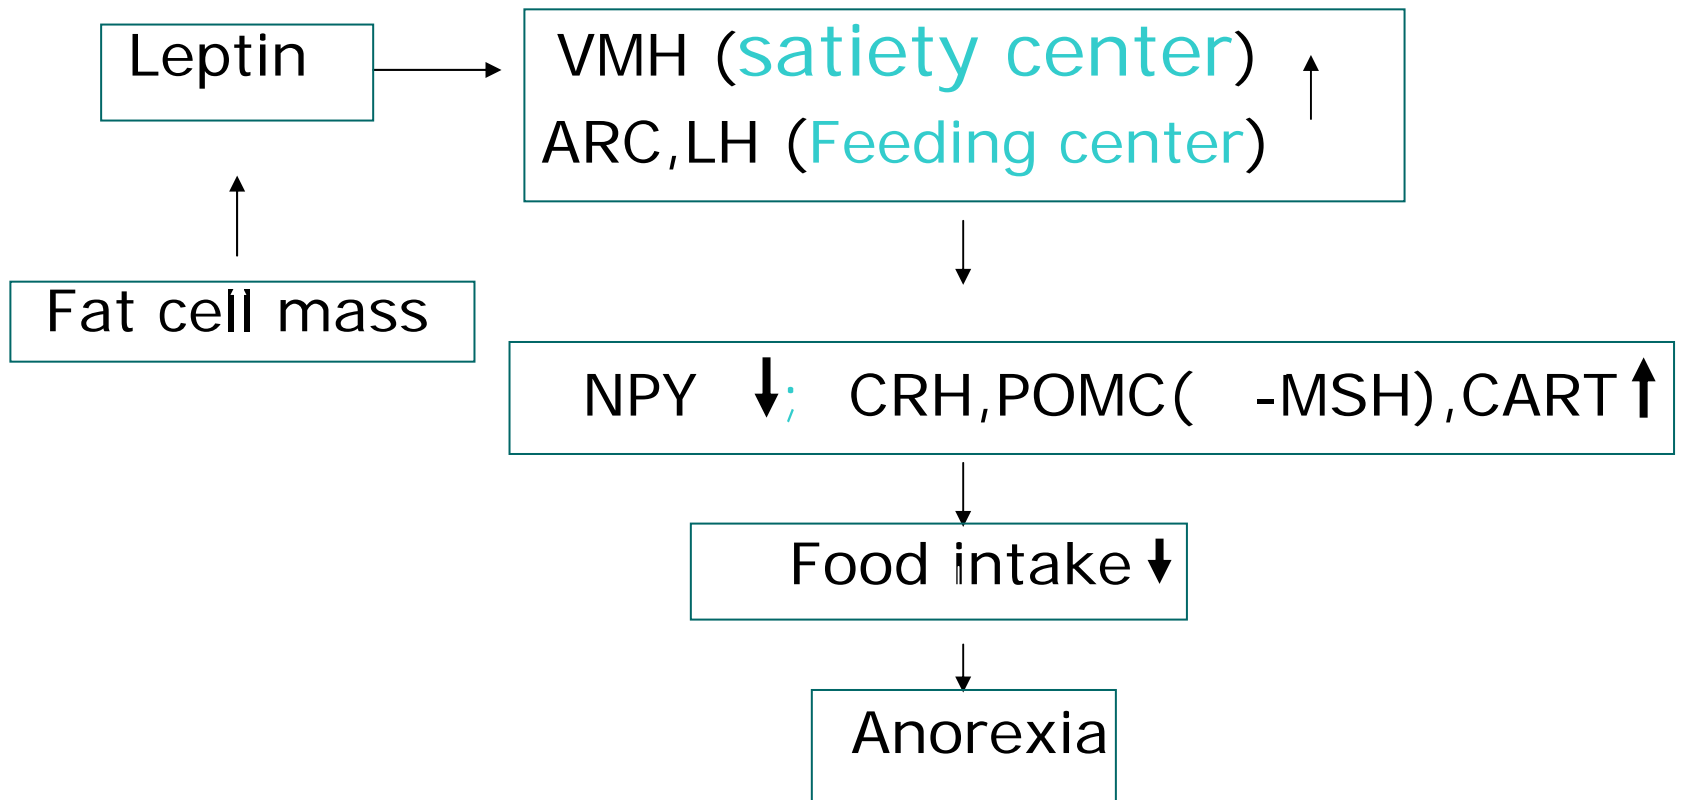 Leptin
VMH (satiety center)
ARC,LH (Feeding center)
Fat cell mass
NPY ; CRH,POMC( -MSH),CART
Food intake
Anorexia